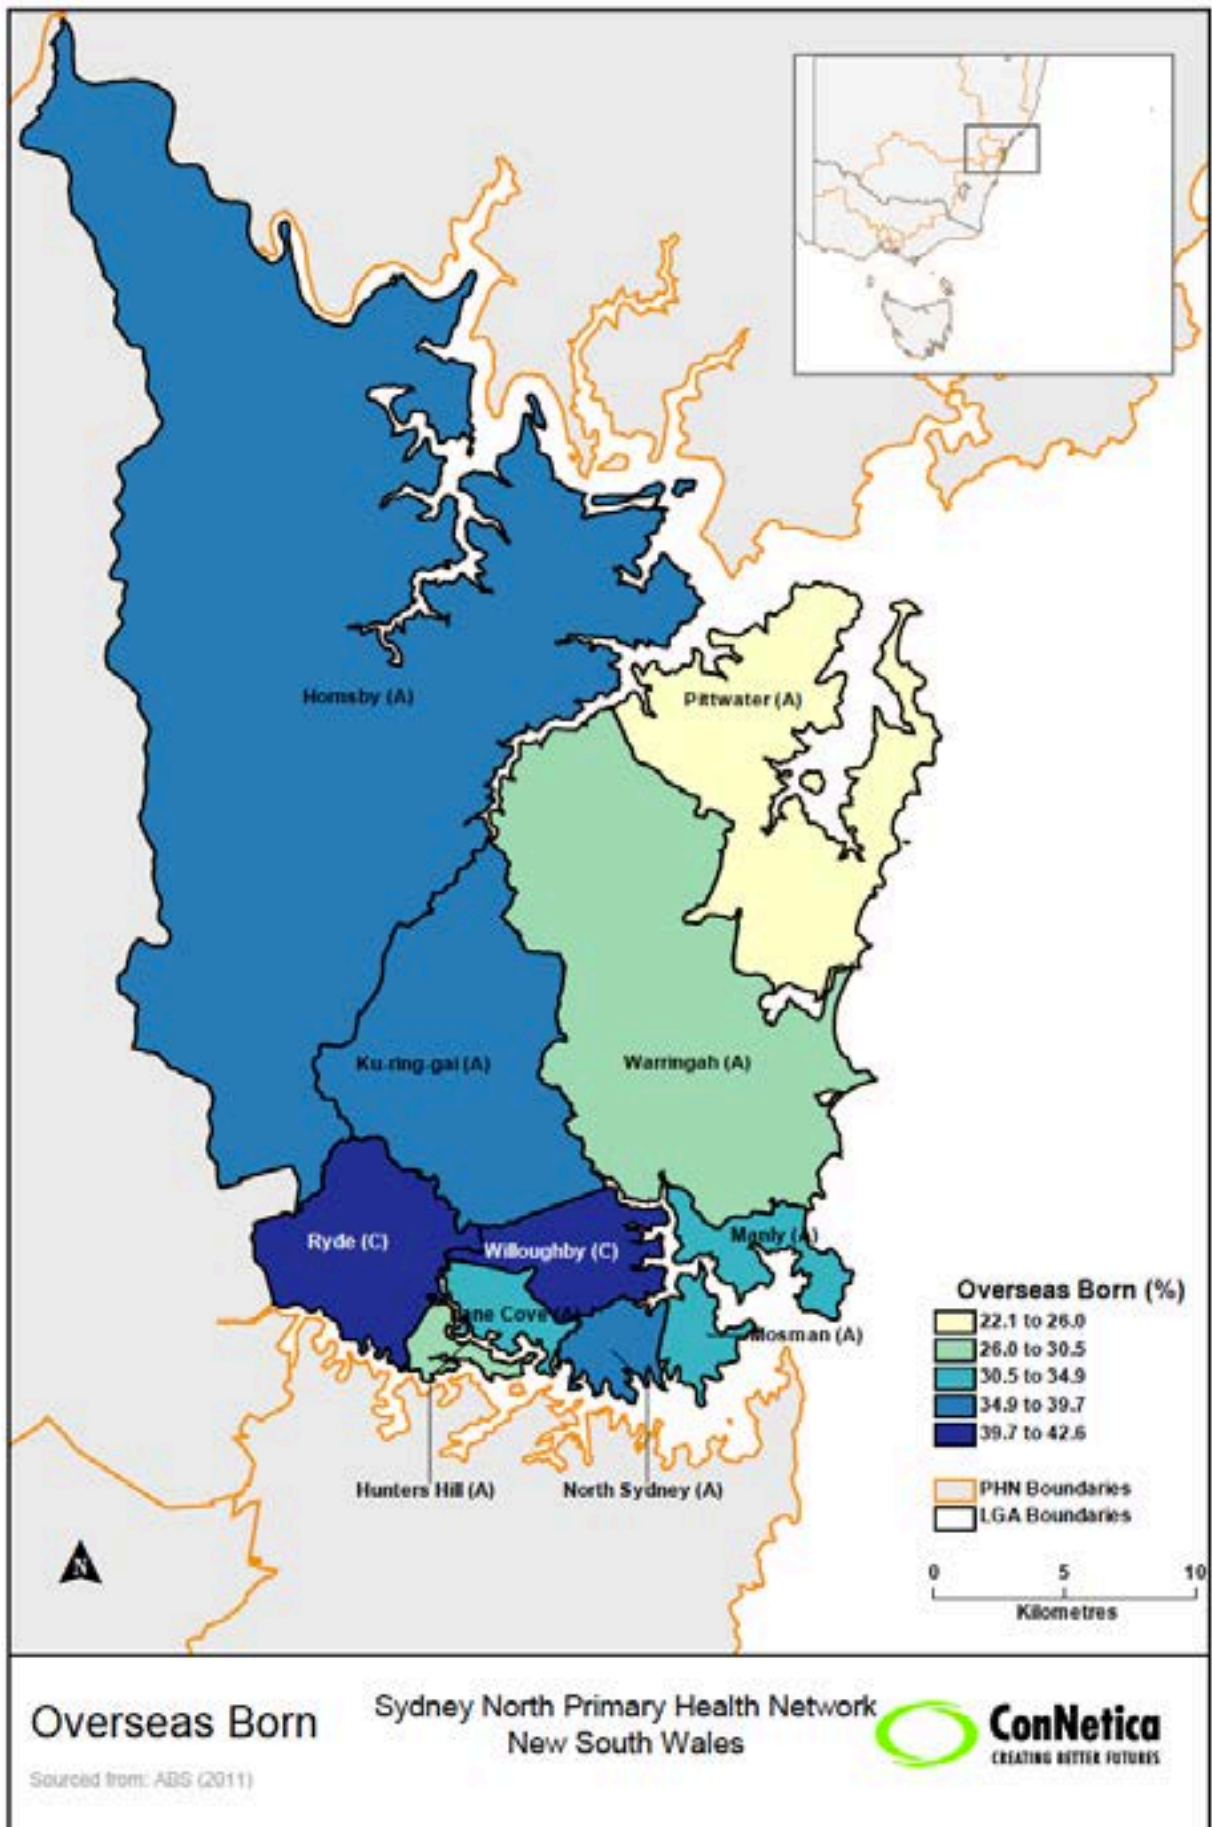 Hornsby (A)
Pittwater (A)
Ku-ring-gai (A)
Warringah (A)
Ryde (C)
Willoughby (C)
Manly (A)
Lane Cove (A)
Mosman (A)
Hunters Hill (A)
North Sydney (A)
Overseas Born (%)
22.1 to 26.0
26.0 to 30.5
30.5 to 34.9
34.9 to 39.7
39.7 to 42.6
PHN Boundaries
LGA Boundaries
0 5 10
Kilometres
N
Overseas Born
Sourced from: ABS (2011)
Sydney North Primary Health Network
New South Wales
ConNetica
CREATING BETTER FUTURES